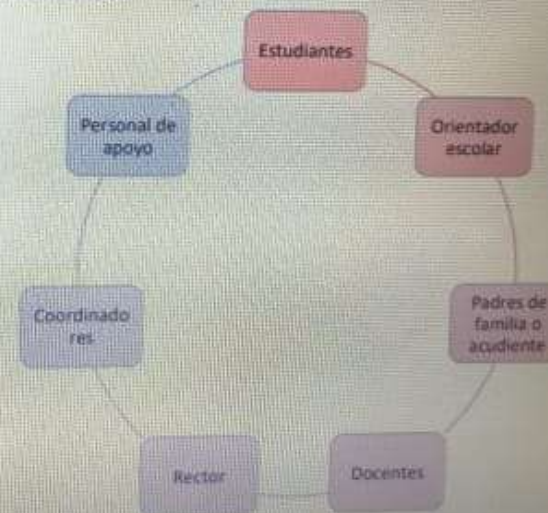 Estudiantes
Orientador
escolar
Padres de
familia o
acudiente
Docentes
Rector
Coordinado
res
Personal de
apoyo